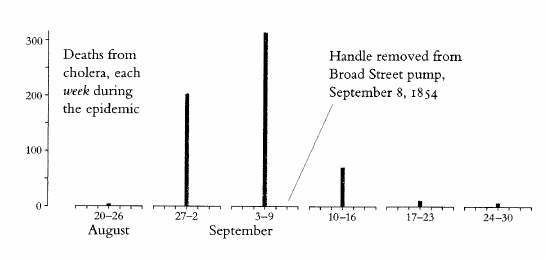 300
200
100
0
Deaths from
cholera, each
week during
the epidemic
Handle removed from
Broad Street pump,
September 8, 1854
20–26 27–2 3–9 10–16 17–23 24–30
August September